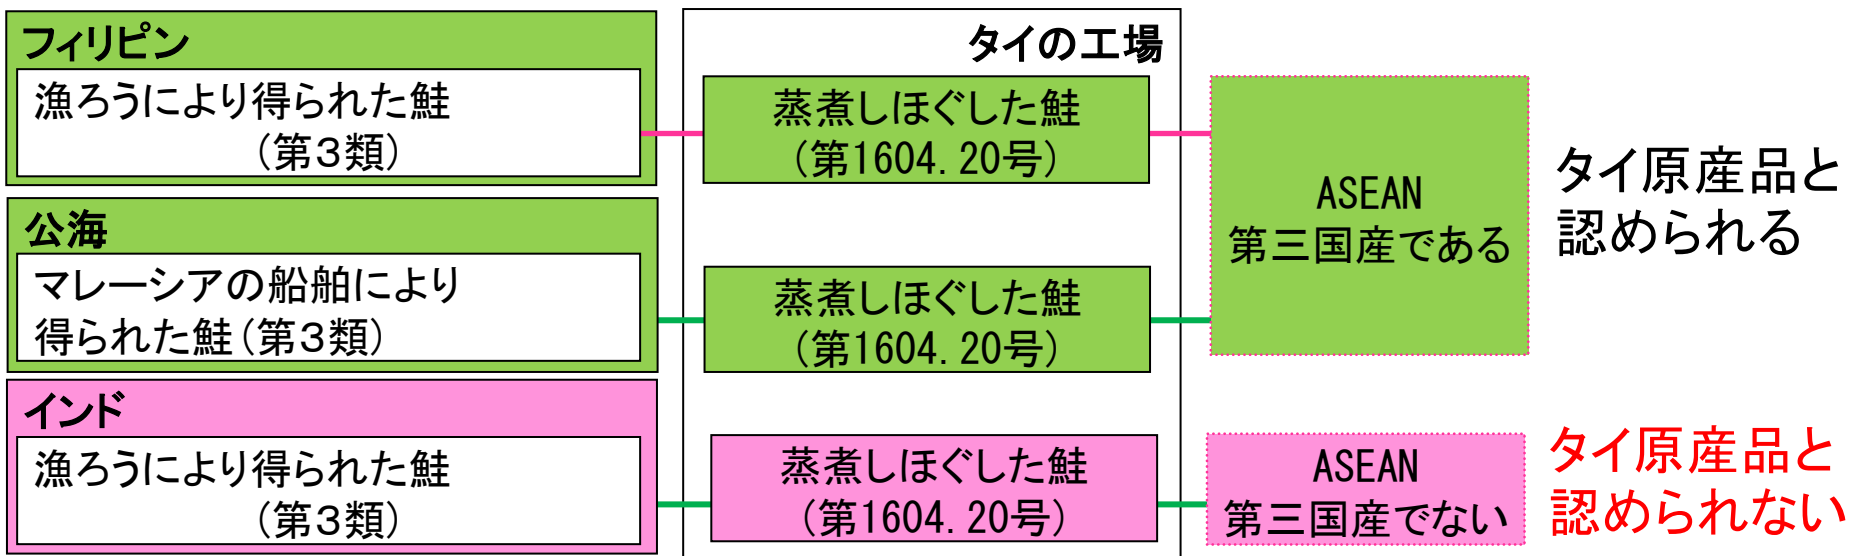 フィリピン
漁ろうにより得られた鮭
（第３類）
公海
マレーシアの船舶により
得られた鮭（第３類）
インド
漁ろうにより得られた鮭
（第３類）
タイの工場
蒸煮しほぐした鮭
（第1604.20号）
蒸煮しほぐした鮭
（第1604.20号）
蒸煮しほぐした鮭
（第1604.20号）
ASEAN
第三国産である
ASEAN
第三国産でない
タイ原産品と
認められる
タイ原産品と
認められない